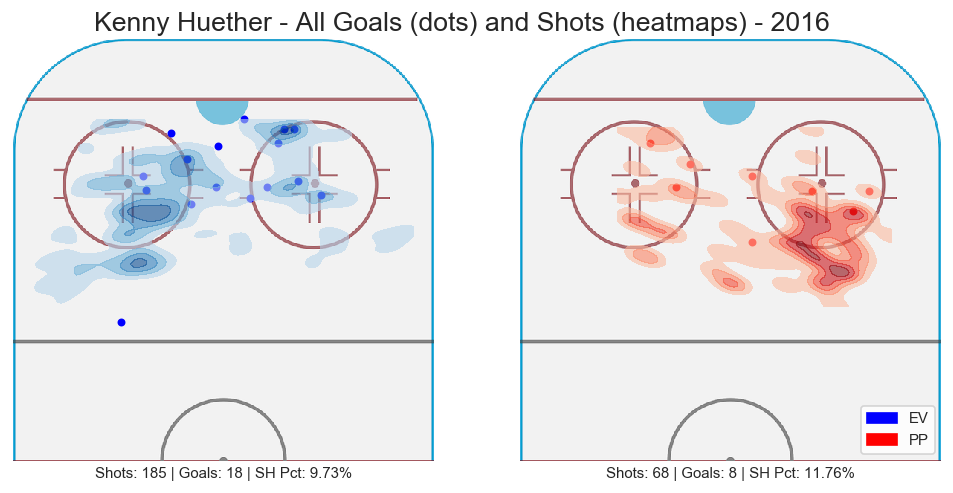 Kenny Huether - All Goals (dots) and Shots (heatmaps) - 2016
EV
PP
Shots: 185 | Goals: 18 | SH Pct: 9.73%
Shots: 68 | Goals: 8 | SH Pct: 11.76%